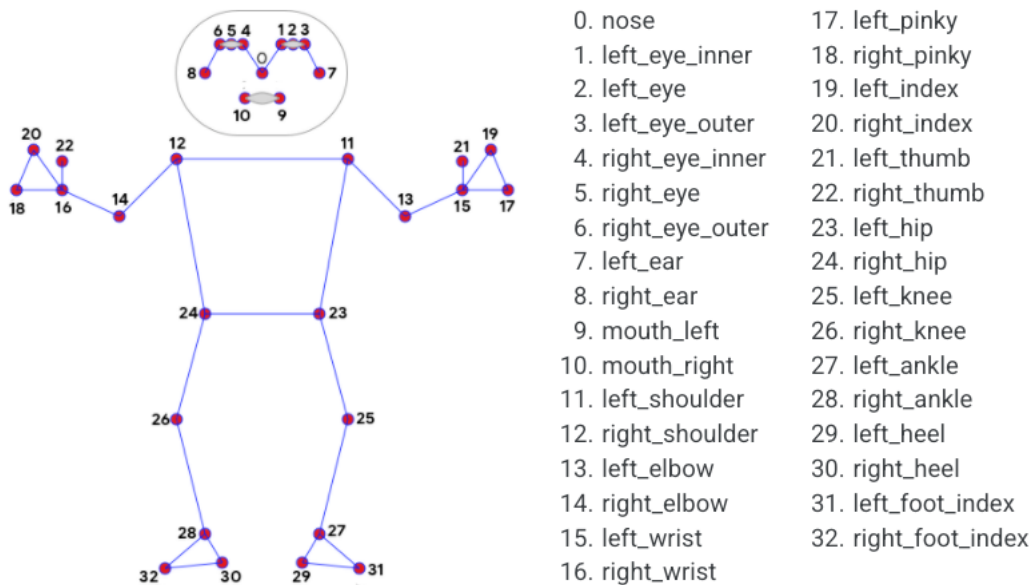 6 5 4 1 2 3
0
8 7
10 9
20 22 12 11 21 19
18 16 14 13 15 17
24 23
26 25
28 27
32 30 29 31
0. nose
1. left_eye_inner
2. left_eye
3. left_eye_outer
4. right_eye_inner
5. right_eye
6. right_eye_outer
7. left_ear
8. right_ear
9. mouth_left
10. mouth_right
11. left_shoulder
12. right_shoulder
13. left_elbow
14. right_elbow
15. left_wrist
16. right_wrist
17. left_pinky
18. right_pinky
19. left_index
20. right_index
21. left_thumb
22. right_thumb
23. left_hip
24. right_hip
25. left_knee
26. right_knee
27. left_ankle
28. right_ankle
29. left_heel
30. right_heel
31. left_foot_index
32. right_foot_index